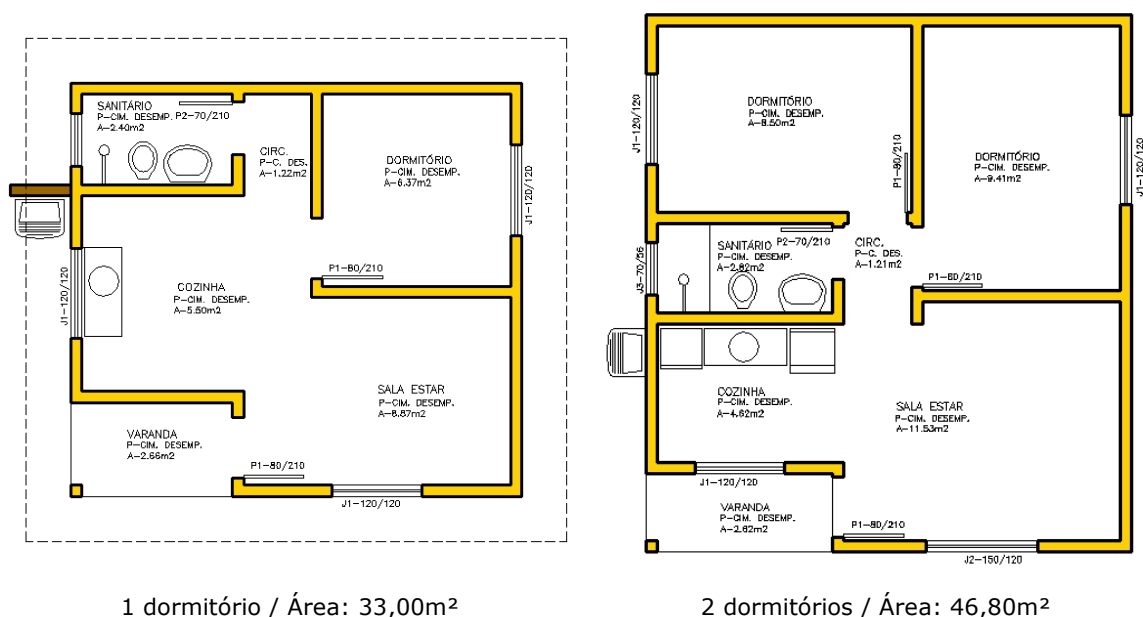 SANITÁRIO
P-CIM. DESEMP.
A-2.40m2
P2-70/210
CIRC.
P-C. DES.
A-1.22m2
DORMITÓRIO
P-CIM. DESEMP.
A-6.37m2
J1-120/120
P1-80/210
J1-120/120
COZINHA
P-CIM. DESEMP.
A-5.50m2
SALA ESTAR
P-CIM. DESEMP.
A-8.87m2
VARANDA
P-CIM. DESEMP.
A-2.66m2
P1-80/210
J1-120/120
1 dormitório / Área: 33,00m²
J1-120/120
DORMITÓRIO
P-CIM. DESEMP.
A-8.50m2
P1-80/210
DORMITÓRIO
P-CIM. DESEMP.
A-9.41m2
J1-120/120
J3-70/56
SANITÁRIO
P-CIM. DESEMP.
A-2.82m2
P2-70/210
CIRC.
P-C. DES.
A-1.21m2
P1-80/210
COZINHA
P-CIM. DESEMP.
A-4.62m2
SALA ESTAR
P-CIM. DESEMP.
A-11.53m2
J1-120/120
VARANDA
P-CIM. DESEMP.
A-2.62m2
P1-80/210
J2-150/120
2 dormitórios / Área: 46,80m²